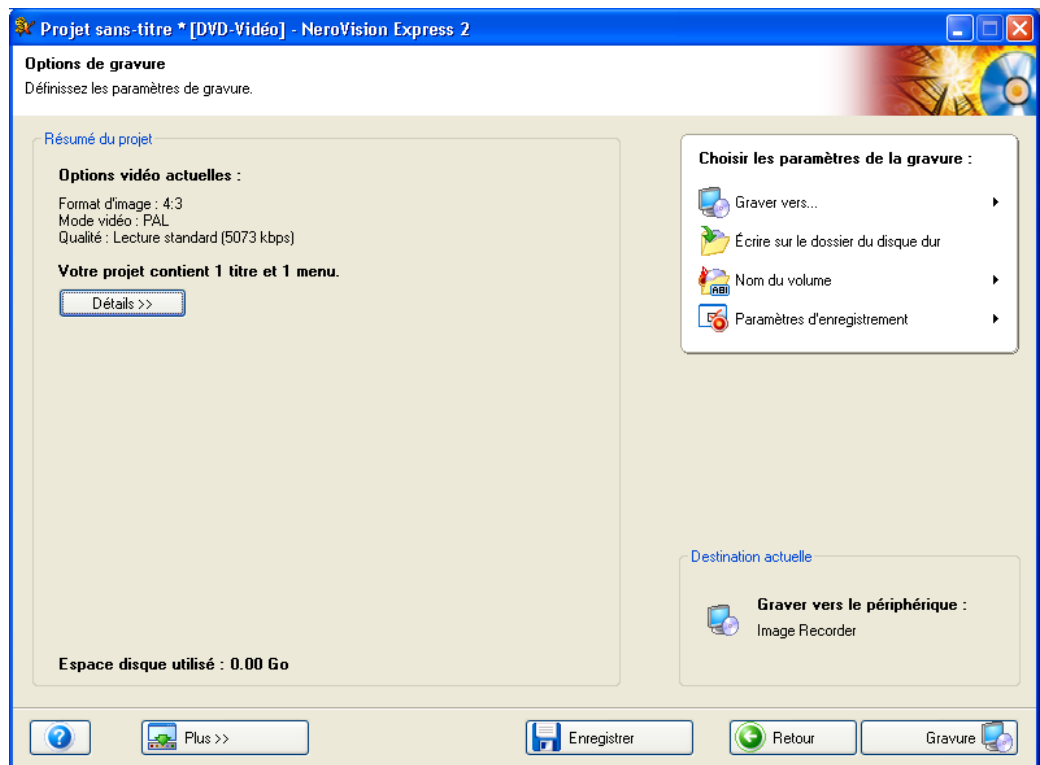 Projet sans-titre * [DVD-Vidéo] - NeroVision Express 2
Options de gravure
Définissez les paramètres de gravure.
Résumé du projet
Options vidéo actuelles :
Format d'image : 4:3
Mode vidéo : PAL
Qualité : Lecture standard (5073 kbps)
Votre projet contient 1 titre et 1 menu.
Détails >>
Espace disque utilisé : 0.00 Go
Choisir les paramètres de la gravure :
Graver vers...
Écrire sur le dossier du disque dur
ABI
Nom du volume
Paramètres d'enregistrement
Destination actuelle
Graver vers le périphérique :
Image Recorder
? Plus >> Enregistrer Retour Gravure